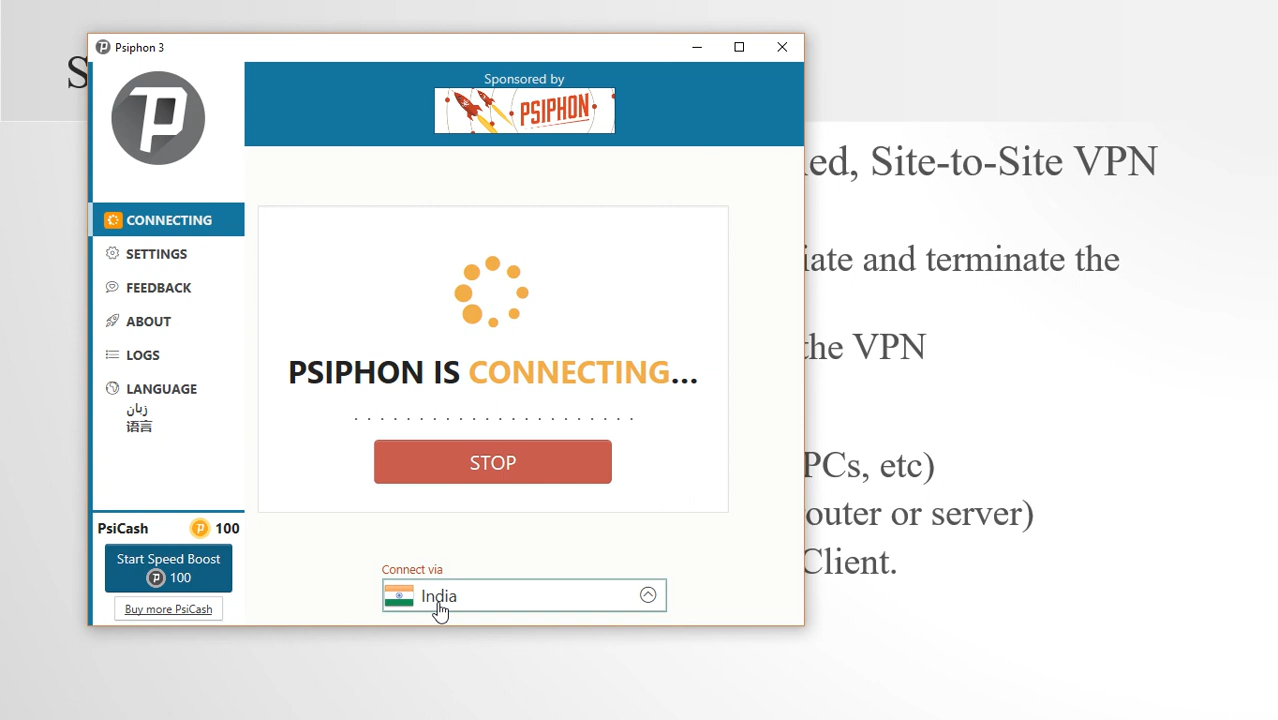 Psiphon 3
S
Sponsored by
PSIPHON
CONNECTING
SETTINGS
FEEDBACK
ABOUT
LOGS
LANGUAGE
زبان
语言
PSIPHON IS CONNECTING...
STOP
PsiCash 100
Start Speed Boost
100
Buy more PsiCash
Connect via
India
ed, Site-to-Site VPN
iate and terminate the
the VPN
PCs, etc)
outer or server)
Client.